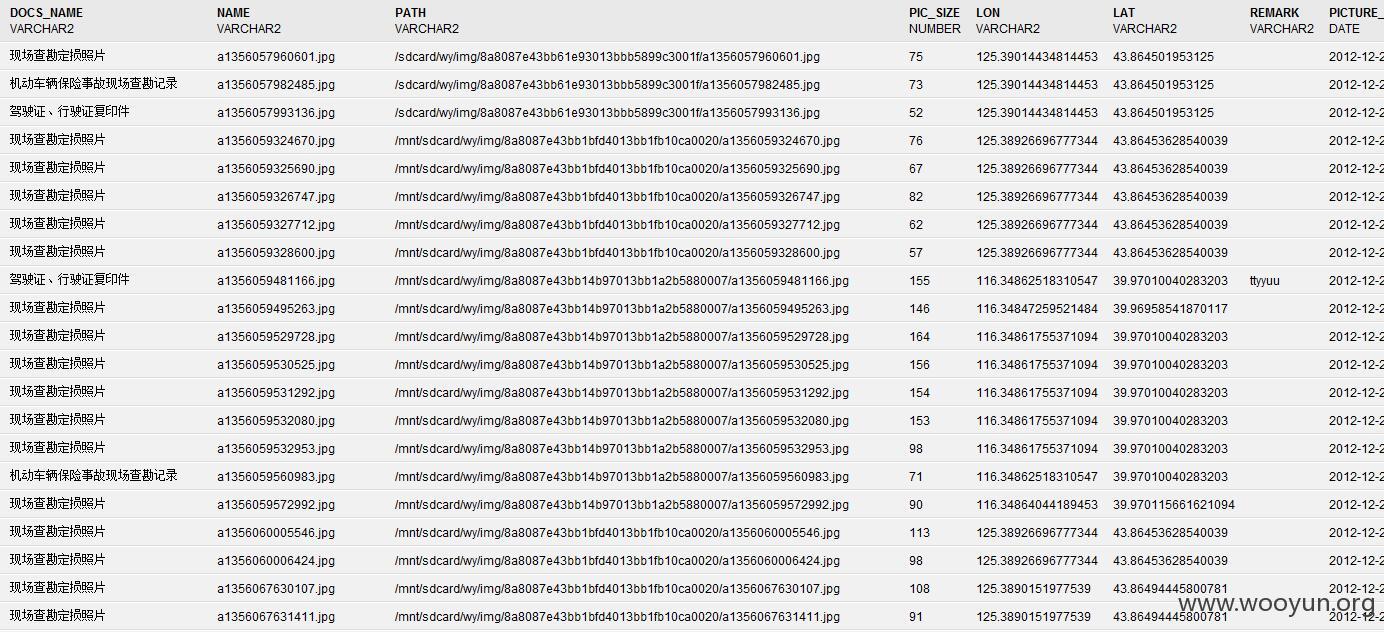 DOCS_NAME NAME PATH PIC_SIZE LON LAT REMARK PICTURE_
VARCHAR2 VARCHAR2 VARCHAR2 NUMBER VARCHAR2 VARCHAR2 VARCHAR2 DATE
现场查勘定损照片 a1356057960601.jpg /sdcard/wy/img/8a8087e43bb61e93013bbb5899c3001f/a1356057960601.jpg 75 125.39014434814453 43.864501953125 2012-12-2
机动车辆保险事故现场查勘记录 a1356057982485.jpg /sdcard/wy/img/8a8087e43bb61e93013bbb5899c3001f/a1356057982485.jpg 73 125.39014434814453 43.864501953125 2012-12-2
驾驶证、行驶证复印件 a1356057993136.jpg /sdcard/wy/img/8a8087e43bb61e93013bbb5899c3001f/a1356057993136.jpg 52 125.39014434814453 43.864501953125 2012-12-2
现场查勘定损照片 a1356059324670.jpg /mnt/sdcard/wy/img/8a8087e43bb1bfd4013bb1fb10ca0020/a1356059324670.jpg 76 125.38926696777344 43.86453628540039 2012-12-2
现场查勘定损照片 a1356059325690.jpg /mnt/sdcard/wy/img/8a8087e43bb1bfd4013bb1fb10ca0020/a1356059325690.jpg 67 125.38926696777344 43.86453628540039 2012-12-2
现场查勘定损照片 a1356059326747.jpg /mnt/sdcard/wy/img/8a8087e43bb1bfd4013bb1fb10ca0020/a1356059326747.jpg 82 125.38926696777344 43.86453628540039 2012-12-2
现场查勘定损照片 a1356059327712.jpg /mnt/sdcard/wy/img/8a8087e43bb1bfd4013bb1fb10ca0020/a1356059327712.jpg 62 125.38926696777344 43.86453628540039 2012-12-2
现场查勘定损照片 a1356059328600.jpg /mnt/sdcard/wy/img/8a8087e43bb1bfd4013bb1fb10ca0020/a1356059328600.jpg 57 125.38926696777344 43.86453628540039 2012-12-2
驾驶证、行驶证复印件 a1356059481166.jpg /mnt/sdcard/wy/img/8a8087e43bb14b97013bb1a2b5880007/a1356059481166.jpg 155 116.34862518310547 39.97010040283203 ttyyuu 2012-12-2
现场查勘定损照片 a1356059495263.jpg /mnt/sdcard/wy/img/8a8087e43bb14b97013bb1a2b5880007/a1356059495263.jpg 146 116.34847259521484 39.96958541870117 2012-12-2
现场查勘定损照片 a1356059529728.jpg /mnt/sdcard/wy/img/8a8087e43bb14b97013bb1a2b5880007/a1356059529728.jpg 164 116.34861755371094 39.97010040283203 2012-12-2
现场查勘定损照片 a1356059530525.jpg /mnt/sdcard/wy/img/8a8087e43bb14b97013bb1a2b5880007/a1356059530525.jpg 156 116.34861755371094 39.97010040283203 2012-12-2
现场查勘定损照片 a1356059531292.jpg /mnt/sdcard/wy/img/8a8087e43bb14b97013bb1a2b5880007/a1356059531292.jpg 154 116.34861755371094 39.97010040283203 2012-12-2
现场查勘定损照片 a1356059532080.jpg /mnt/sdcard/wy/img/8a8087e43bb14b97013bb1a2b5880007/a1356059532080.jpg 153 116.34861755371094 39.97010040283203 2012-12-2
现场查勘定损照片 a1356059532953.jpg /mnt/sdcard/wy/img/8a8087e43bb14b97013bb1a2b5880007/a1356059532953.jpg 98 116.34861755371094 39.97010040283203 2012-12-2
机动车辆保险事故现场查勘记录 a1356059560983.jpg /mnt/sdcard/wy/img/8a8087e43bb14b97013bb1a2b5880007/a1356059560983.jpg 71 116.34862518310547 39.97010040283203 2012-12-2
现场查勘定损照片 a1356059572992.jpg /mnt/sdcard/wy/img/8a8087e43bb14b97013bb1a2b5880007/a1356059572992.jpg 90 116.34864044189453 39.970115661621094 2012-12-2
现场查勘定损照片 a1356060005546.jpg /mnt/sdcard/wy/img/8a8087e43bb1bfd4013bb1fb10ca0020/a1356060005546.jpg 113 125.38926696777344 43.86453628540039 2012-12-2
现场查勘定损照片 a1356060006424.jpg /mnt/sdcard/wy/img/8a8087e43bb1bfd4013bb1fb10ca0020/a1356060006424.jpg 98 125.38926696777344 43.86453628540039 2012-12-2
现场查勘定损照片 a1356067630107.jpg /mnt/sdcard/wy/img/8a8087e43bb1bfd4013bb1fb10ca0020/a1356067630107.jpg 108 125.3890151977539 43.86494445800781 2012-12-2
现场查勘定损照片 a1356067631411.jpg /mnt/sdcard/wy/img/8a8087e43bb1bfd4013bb1fb10ca0020/a1356067631411.jpg 91 125.3890151977539 43.86494445800781 2012-12-2
www.wooyun.org